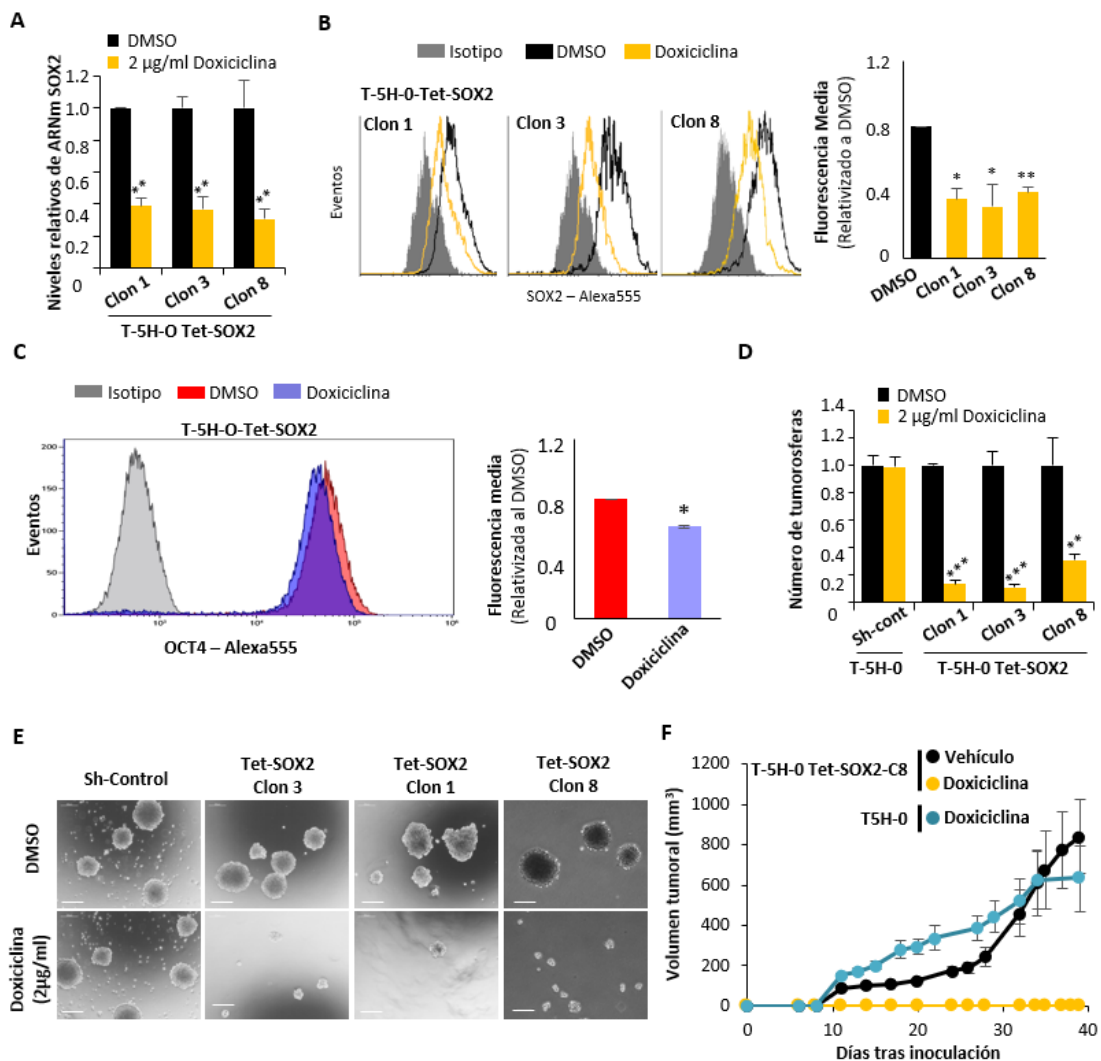 A
DMSO
2 µg/ml Doxiciclina
Niveles relativos de ARNm SOX2
1.2
1.0
0.8
0.6
0.4
0.2
0
**
**
**
Clon 1
Clon 3
Clon 8
T-5H-O Tet-SOX2
B
Isotipo
DMSO
Doxiciclina
T-5H-0-Tet-SOX2
Clon 1
Clon 3
Clon 8
Eventos
SOX2 – Alexa555
Fluorescencia Media
(Relativizado a DMSO)
1.2
0.8
0.4
0
*
*
**
DMSO
Clon 1
Clon 3
Clon 8
C
Isotipo
DMSO
Doxiciclina
T-5H-O-Tet-SOX2
Eventos
200
150
100
50
0
OCT4 – Alexa555
Fluorescencia media
(Relativizada al DMSO)
1.2
0.8
0.4
0
*
DMSO
Doxiciclina
D
DMSO
2 µg/ml Doxiciclina
Número de tumorosferas
1.4
1.2
1.0
0.8
0.6
0.4
0.2
0
***
***
**
Sh-cont
Clon 1
Clon 3
Clon 8
T-5H-0
T-5H-0 Tet-SOX2
E
Sh-Control
Tet-SOX2
Clon 3
Tet-SOX2
Clon 1
Tet-SOX2
Clon 8
DMSO
Doxiciclina
(2µg/ml)
F
T-5H-0 Tet-SOX2-C8
Vehículo
Doxiciclina
T5H-0
Doxiciclina
Volumen tumoral (mm³)
1200
1000
800
600
400
200
0
0
10
20
30
40
Días tras inoculación